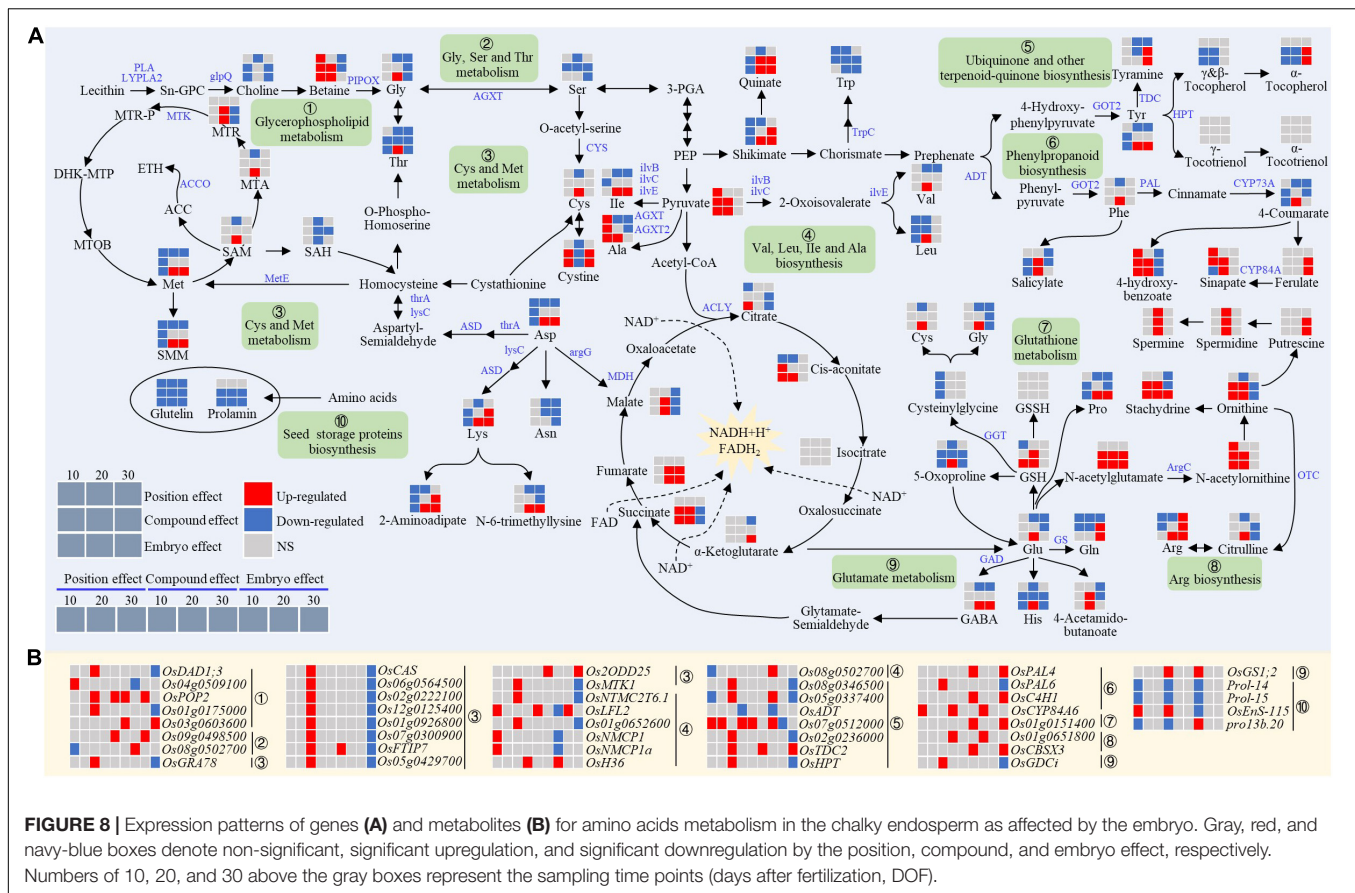 A
PLA
LYPLA2
glpQ
PIPOX
Lecithin
Sn-GPC
Choline
Betaine
Gly
①
Glycerophospholipid
metabolism
②
Gly, Ser and Thr
metabolism
AGXT
Ser
3-PGA
O-acetyl-serine
CYS
MTR-P
MTK
MTR
MTA
ETH
ACCO
ACC
DHK-MTP
MTOB
SAM
SAH
Met
MetE
SMM
Thr
O-Phospho-
Homoserine
Homocysteine
thrA
lysC
Aspartyl-
Semialdehyde
Cystathionine
③
Cys and Met
metabolism
③
Cys and Met
metabolism
Cys
Cystine
ilvB
ilvC
ilvE
IIe
AGXT
AGXT2
Ala
PEP
Pyruvate
Acetyl-CoA
ilvB
ilvC
2-Oxoisovalerate
ilvE
Val
Leu
④
Val, Leu, Ile and Ala
biosynthesis
Quinate
Shikimate
Trp
TrpC
Chorismate
Prephenate
ADT
⑤
Ubiquinone and other
terpenoid-quinone biosynthesis
4-Hydroxy-
phenylpyruvate
GOT2
Tyr
TDC
Tyramine
HPT
γ&β-
Tocopherol
α-
Tocopherol
γ-
Tocotrienol
α-
Tocotrienol
⑥
Phenylpropanoid
biosynthesis
Phenyl-
pyruvate
GOT2
Phe
PAL
Cinnamate
CYP73A
4-Coumarate
Salicylate
4-hydroxy-
benzoate
Sinapate
CYP84A
Ferulate
ASD
thrA
Asp
lysC
ASD
argG
MDH
Lys
Asn
2-Aminoadipate
N-6-trimethyllysine
Glutelin
Prolamin
Amino acids
⑩
Seed storage proteins
biosynthesis
ACLY
Citrate
NAD⁺
Oxaloacetate
Cis-aconitate
Malate
NADH+H⁺
FADH₂
Isocitrate
Fumarate
NAD⁺
Oxalosuccinate
Succinate
FAD
NAD⁺
α-Ketoglutarate
⑦
Glutathione
metabolism
Cys
Gly
Cysteinylglycine
GSSH
GGT
5-Oxoproline
GSH
Pro
Stachydrine
Ornithine
Spermine
Spermidine
Putrescine
N-acetylglutamate
ArgC
N-acetylornithine
OTC
Glu
GS
Gln
Arg
Citrulline
⑧
Arg biosynthesis
⑨
Glutamate metabolism
GAD
GABA
His
4-Acetamido-
butanoate
Glytamate-
Semialdehyde
10 20 30
Position effect
Compound effect
Embryo effect
Up-regulated
Down-regulated
NS
Position effect Compound effect Embryo effect
10 20 30 10 20 30 10 20 30
B
OsDAD1;3
Os04g0509100
OsPOP2
Os01g0175000
Os05g0603600
Os09g0498500
Os08g0502700
OsGRA78
①
②
③
OsCAS
Os06g0564500
Os02g0222100
Os12g0125400
Os01g0926800
Os07g0300900
OsFTIP7
Os05g0429700
③
Os2ODD25
OsMTK1
OsNTMC2T6.1
OsLFL2
Os01g0652600
OsNMCP1
OsNMCP1a
OsH36
③
④
Os08g0502700
Os08g0346500
Os03g0337400
OsADT
Os07g0512000
Os02g0236000
OsTDC2
OsHPT
④
⑤
OsPAL4
OsPAL6
OsC4H1
OsCYP84A6
Os01g0151400
Os01g0651800
OsCBSX3
OsGDCi
⑥
⑦
⑧
⑨
OsGS1;2
Prol-14
Prol-15
OsEnS-115
pro13b.20
⑨
⑩
FIGURE 8 | Expression patterns of genes (A) and metabolites (B) for amino acids metabolism in the chalky endosperm as affected by the embryo. Gray, red, and
navy-blue boxes denote non-significant, significant upregulation, and significant downregulation by the position, compound, and embryo effect, respectively.
Numbers of 10, 20, and 30 above the gray boxes represent the sampling time points (days after fertilization, DOF).